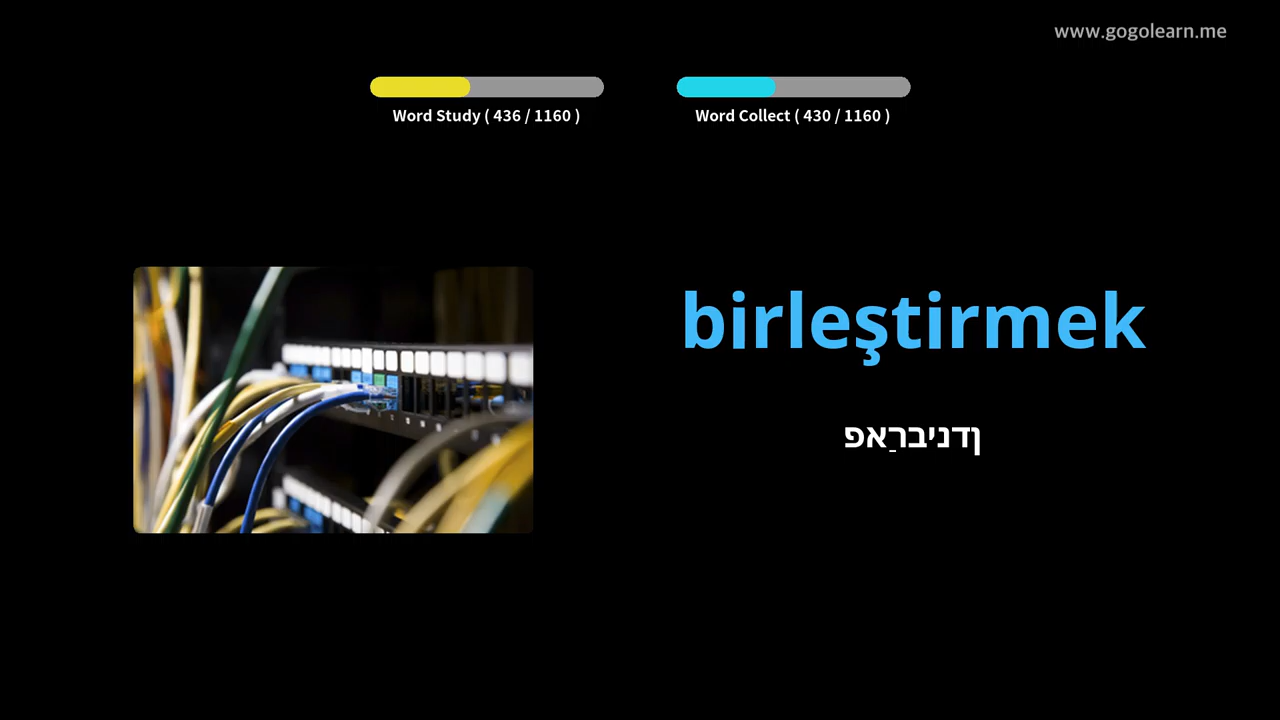 www.gogolearn.me
Word Study ( 436 / 1160 )
Word Collect ( 430 / 1160 )
birleştirmek
פאַרבינדן